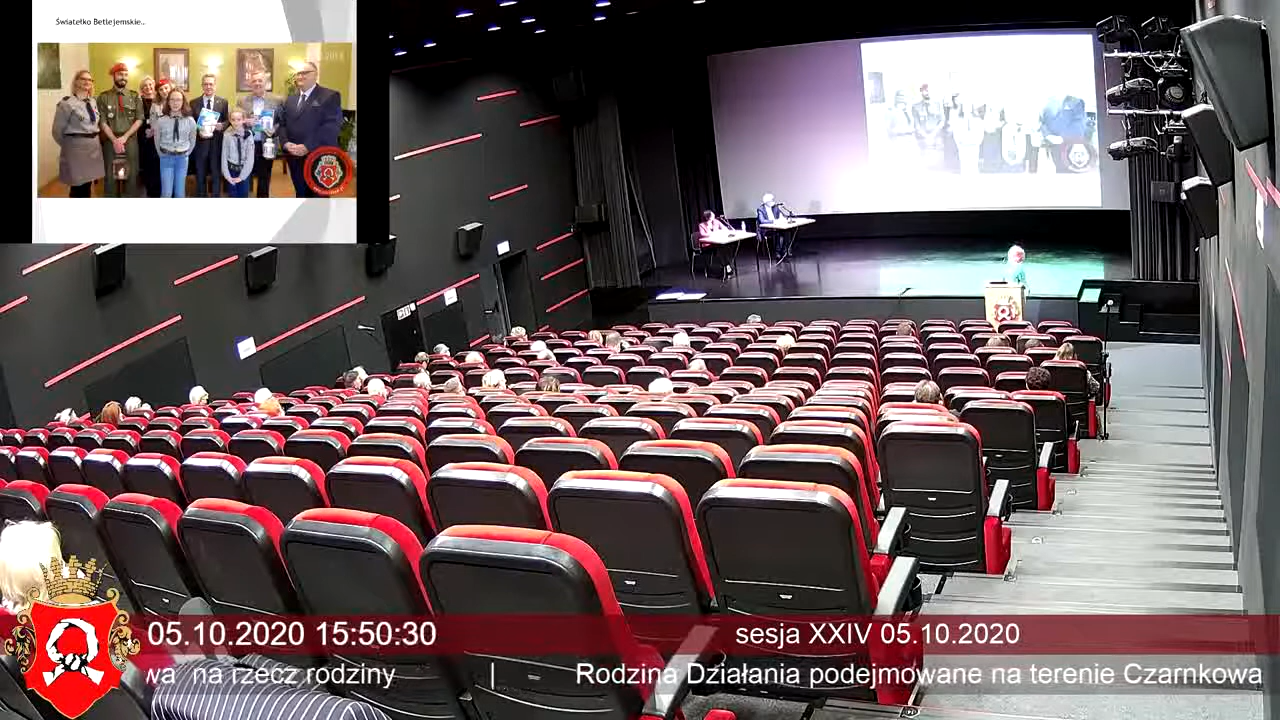 Światełko Betlejemskie..
05.10.2020 15:50:30
sesja XXIV 05.10.2020
na rzecz rodziny | Rodzina Działania podejmowane na terenie Czarnkowa